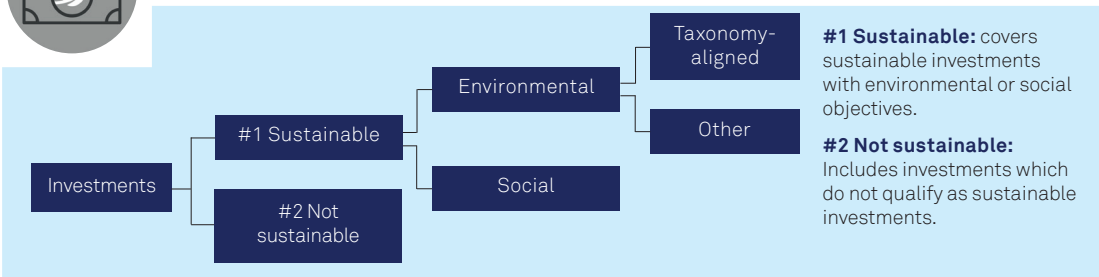 Investments
#1 Sustainable
#2 Not
sustainable
Environmental
Social
Taxonomy-
aligned
Other
#1 Sustainable: covers
sustainable investments
with environmental or social
objectives.
#2 Not sustainable:
Includes investments which
do not qualify as sustainable
investments.